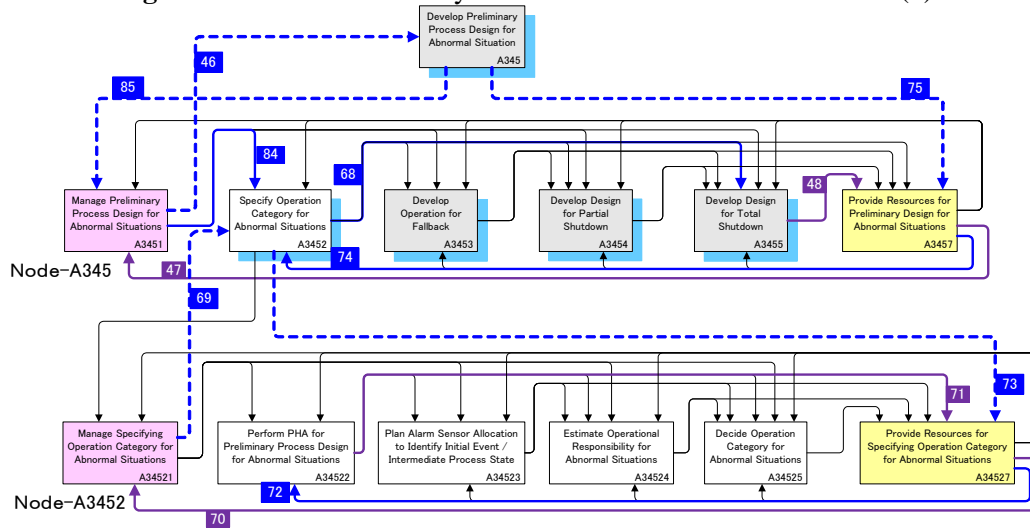 Develop Preliminary
Process Design for
Abnormal Situation
A345
46
85
75
84
68
48
Manage Preliminary
Process Design for
Abnormal Situations
A3451
Specify Operation
Category for
Abnormal Situations
A3452
Develop
Operation for
Fallback
A3453
Develop Design
for Partial
Shutdown
A3454
Develop Design
for Total
Shutdown
A3455
Provide Resources for
Preliminary Design for
Abnormal Situations
A3457
Node-A345
47
74
69
73
71
Manage Specifying
Operation Category for
Abnormal Situations
A34521
Perform PHA for
Preliminary Process Design
for Abnormal Situations
A34522
Plan Alarm Sensor Allocation
to Identify Initial Event /
Intermediate Process State
A34523
Estimate Operational
Responsibility for
Abnormal Situations
A34524
Decide Operation
Category for
Abnormal Situations
A34525
Provide Resources for
Specifying Operation Category
for Abnormal Situations
A34527
Node-A3452
72
70